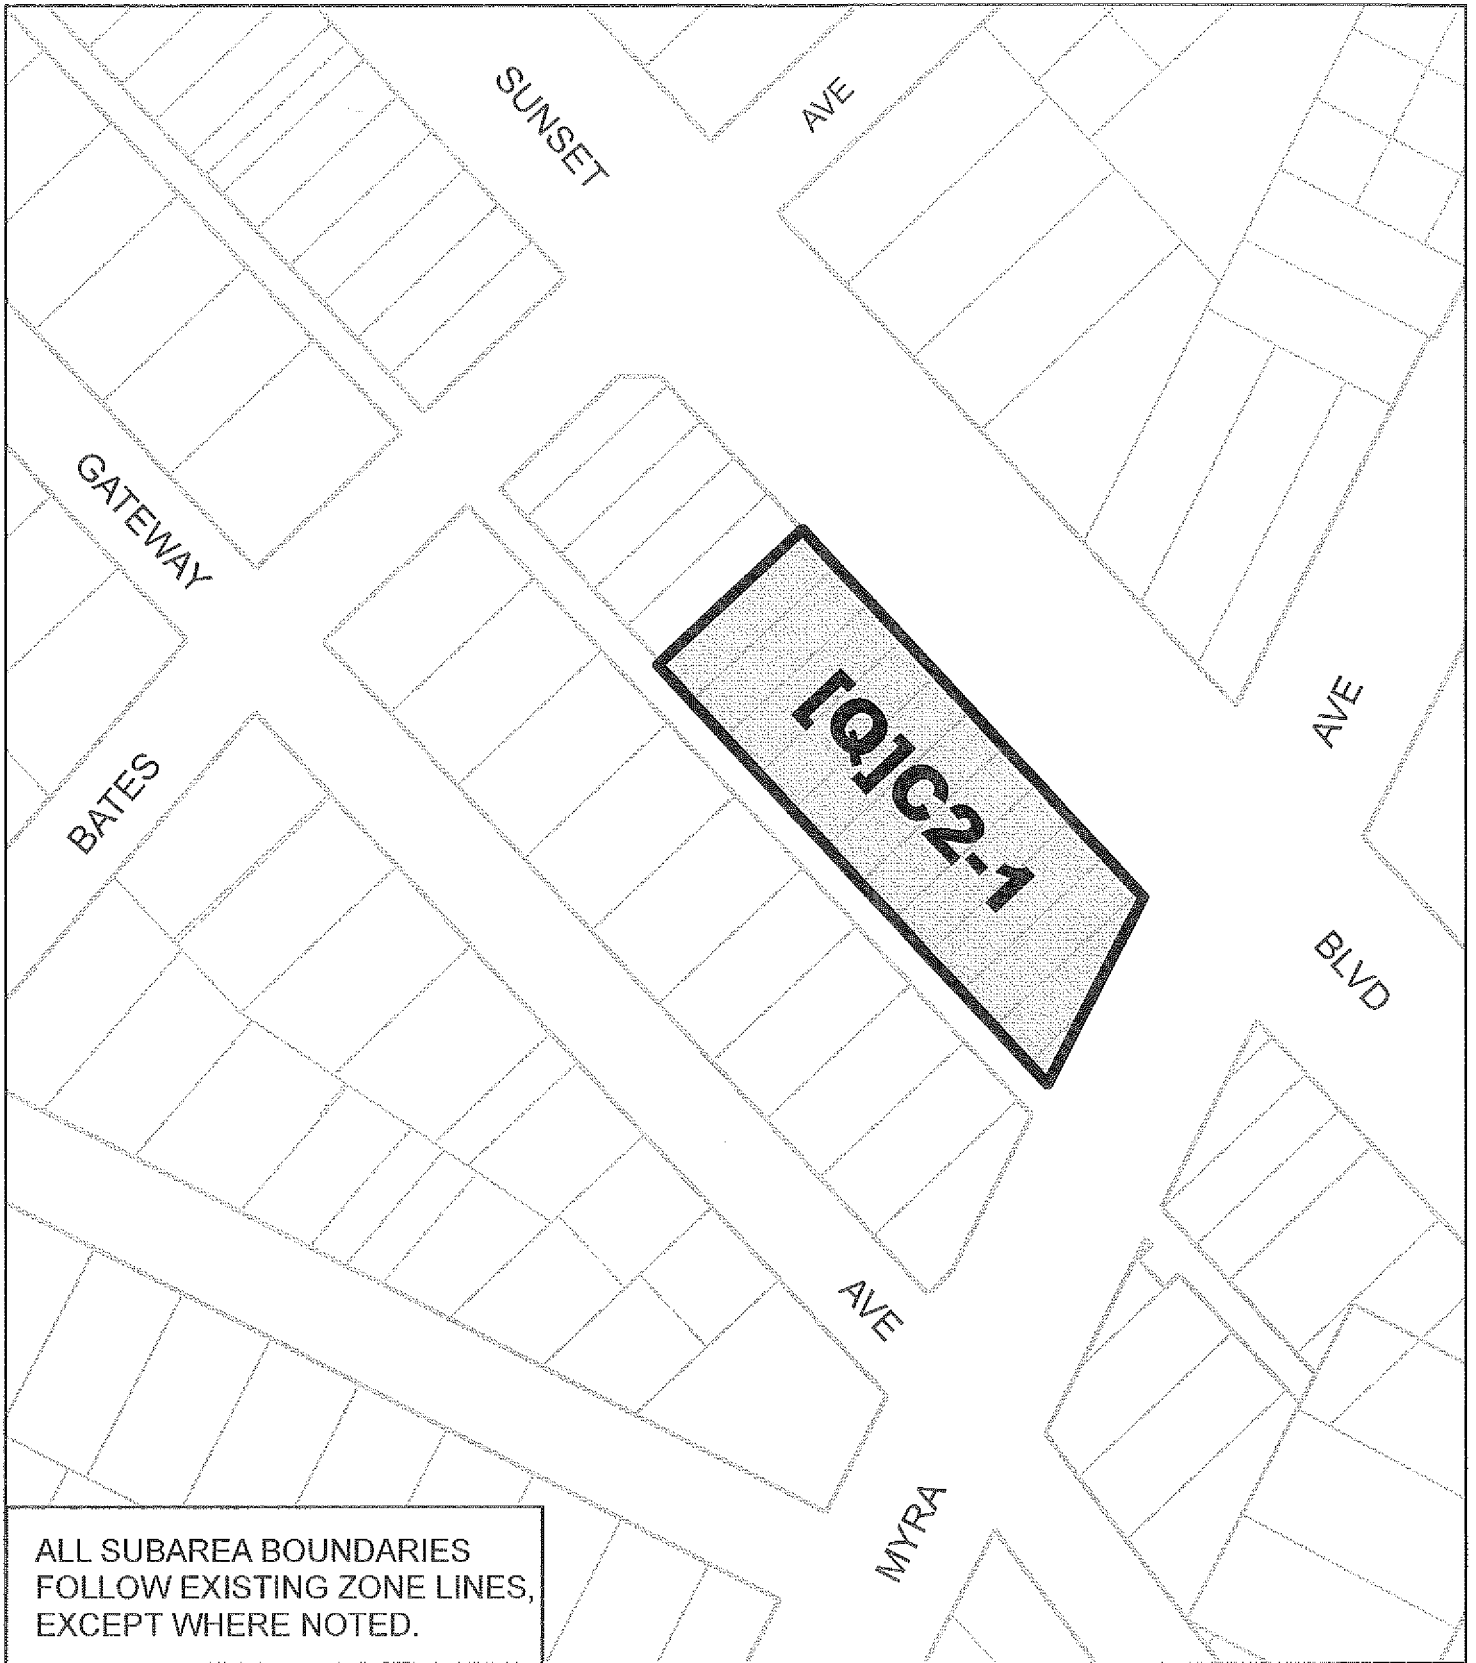 SUNSET
AVE
GATEWAY
[Q]C2-1
AVE
BATES
BLVD
AVE
MYRA
ALL SUBAREA BOUNDARIES
FOLLOW EXISTING ZONE LINES,
EXCEPT WHERE NOTED.